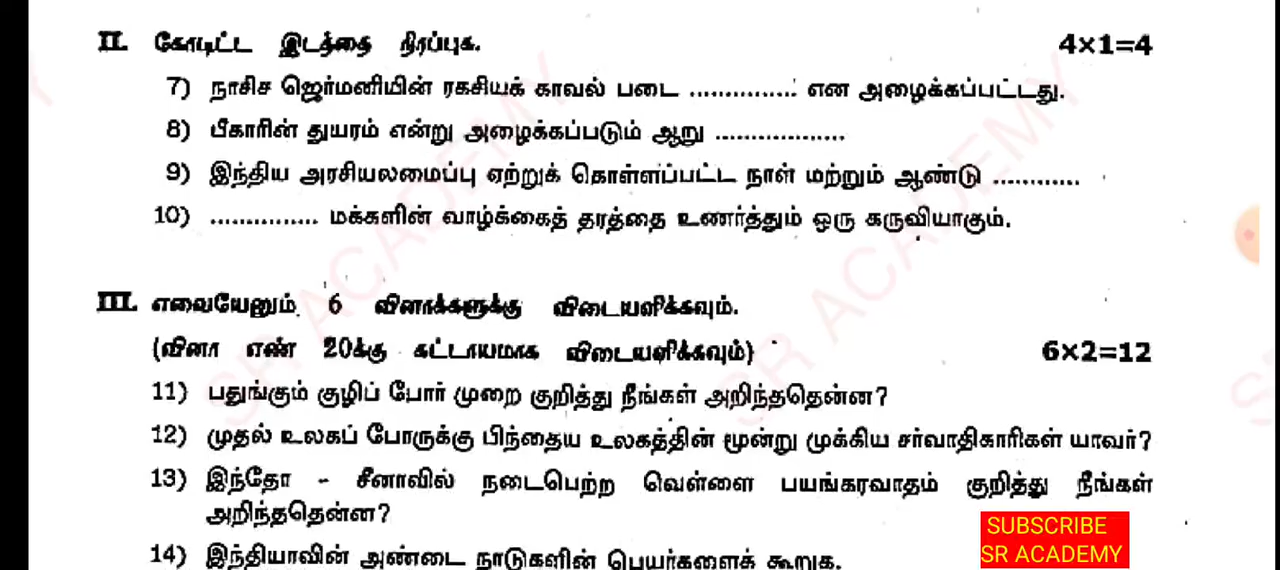 II. கோடிட்ட இடத்தை நிரப்புக. 4×1=4
7) நாசிச ஜெர்மனியின் ரகசியக் காவல் படை ............... என அழைக்கப்பட்டது.
8) பீகாரின் துயரம் என்று அழைக்கப்படும் ஆறு ..................
9) இந்திய அரசியலமைப்பு ஏற்றுக் கொள்ளப்பட்ட நாள் மற்றும் ஆண்டு ............
10) ............... மக்களின் வாழ்க்கைத் தரத்தை உணர்த்தும் ஒரு கருவியாகும்.
III. எவையேனும் 6 வினாக்களுக்கு விடையளிக்கவும்.
(வினா எண் 20க்கு கட்டாயமாக விடையளிக்கவும்) 6×2=12
11) பதுங்கும் குழிப் போர் முறை குறித்து நீங்கள் அறிந்ததென்ன?
12) முதல் உலகப் போருக்கு பிந்தைய உலகத்தின் மூன்று முக்கிய சர்வாதிகாரிகள் யாவர்?
13) இந்தோ - சீனாவில் நடைபெற்ற வெள்ளை பயங்கரவாதம் குறித்து நீங்கள்
அறிந்ததென்ன?
14) இந்தியாவின் அண்டை நாடுகளின் பெயர்களைக் கூறுக.
SUBSCRIBE
SR ACADEMY
SR ACADEMY
SR ACADEMY